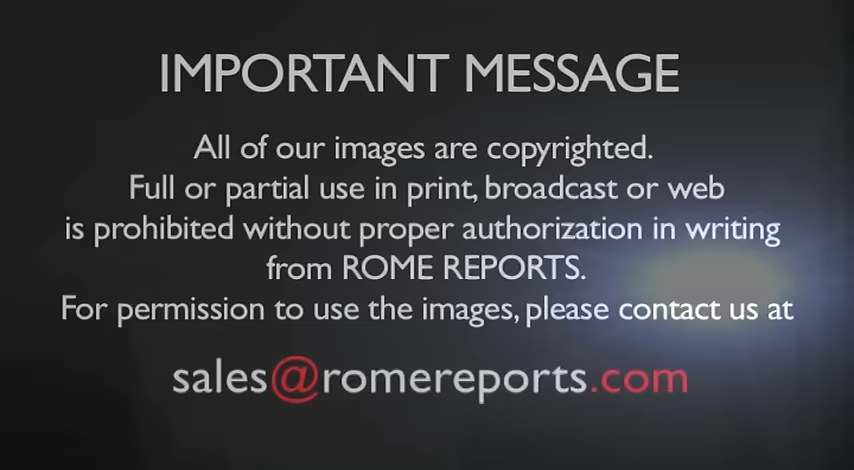 IMPORTANT MESSAGE
All of our images are copyrighted.
Full or partial use in print, broadcast or web
is prohibited without proper authorization in writing
from ROME REPORTS.
For permission to use the images, please contact us at
sales@romereports.com